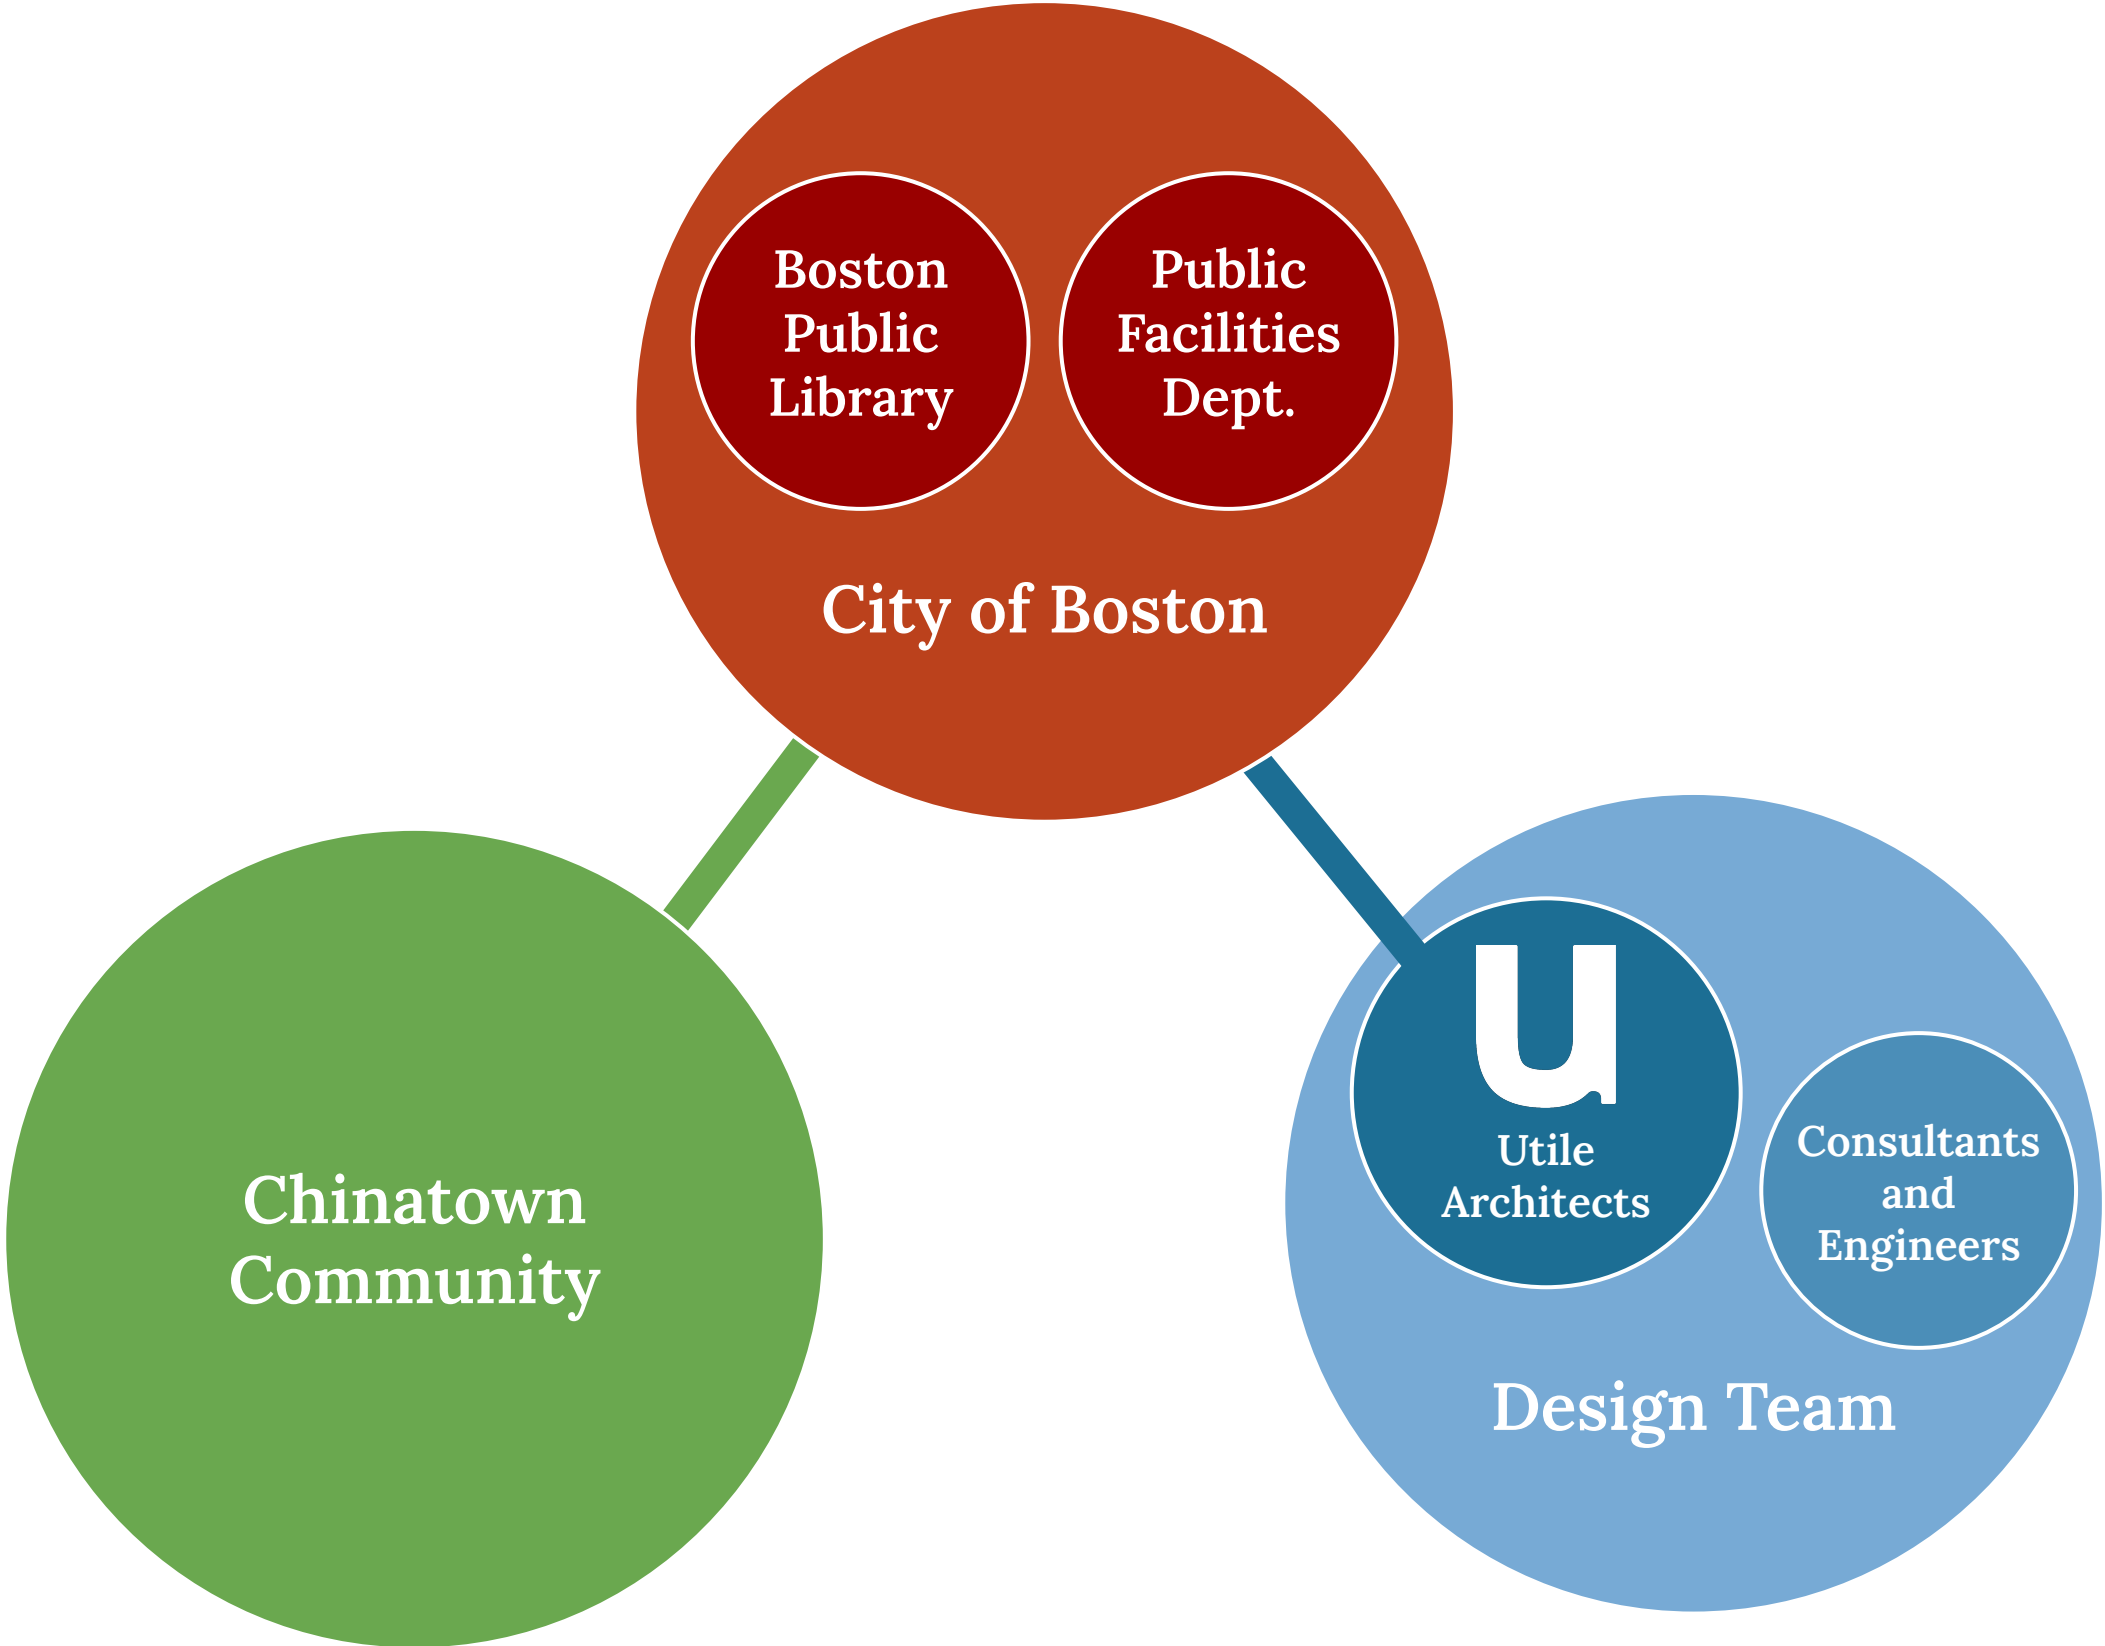 Boston
Public
Library
Public
Facilities
Dept.
City of Boston
Chinatown
Community
u
Utile
Architects
Consultants
and
Engineers
Design Team